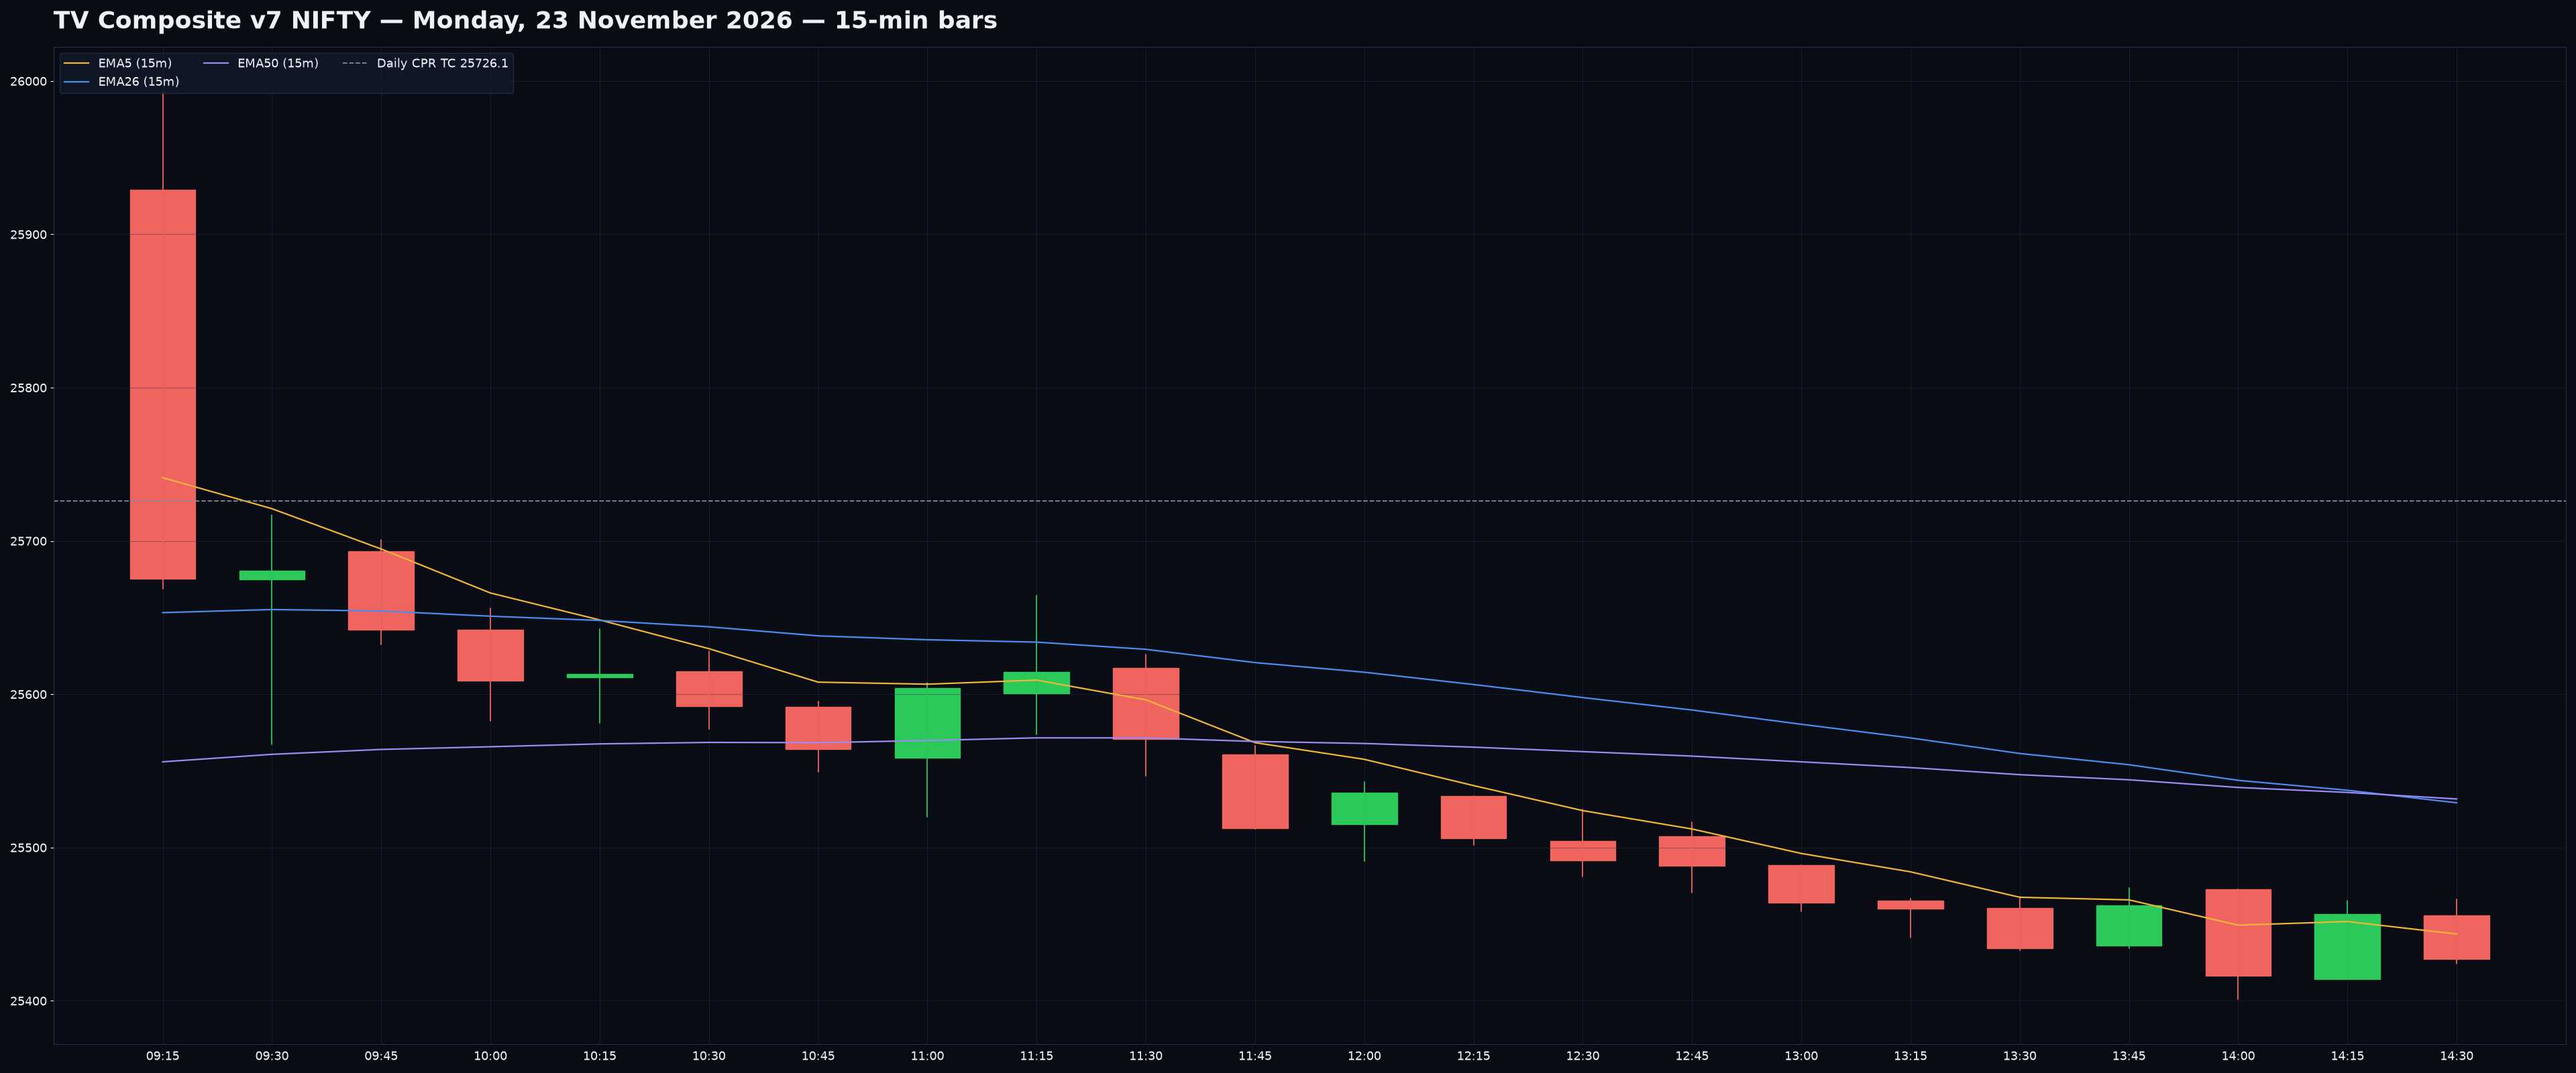 TV Composite v7 NIFTY — Monday, 23 November 2026 — 15-min bars
EMA5 (15m) EMA50 (15m) Daily CPR TC 25726.1
EMA26 (15m)
26000
25900
25800
25700
25600
25500
25400
09:15 09:30 09:45 10:00 10:15 10:30 10:45 11:00 11:15 11:30 11:45 12:00 12:15 12:30 12:45 13:00 13:15 13:30 13:45 14:00 14:15 14:30